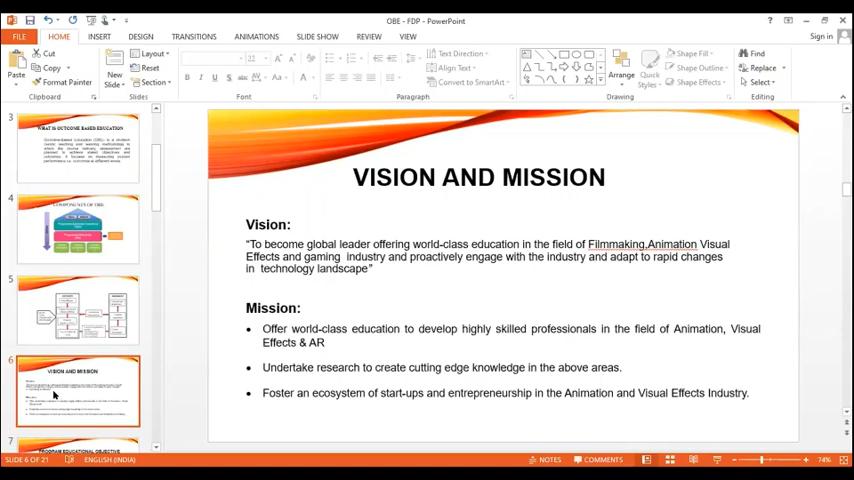 OBE - FDP - PowerPoint
FILE HOME INSERT DESIGN TRANSITIONS ANIMATIONS SLIDE SHOW REVIEW VIEW Sign in
Paste
Cut
Copy
Format Painter
Clipboard
New
Slide
Layout
Reset
Section
Slides
22
Font
Text Direction
Align Text
Convert to SmartArt
Paragraph
Arrange
Quick
Styles
Shape Fill
Shape Outline
Shape Effects
Drawing
Find
Replace
Select
Editing
3
WHAT IS OUTCOME BASED EDUCATION
4
COMPONENTS OF OBE
5
6
VISION AND MISSION
7
PROGRAM EDUCATIONAL OBJECTIVE
VISION AND MISSION
Vision:
“To become global leader offering world-class education in the field of Filmmaking,Animation Visual
Effects and gaming industry and proactively engage with the industry and adapt to rapid changes
in technology landscape”
Mission:
• Offer world-class education to develop highly skilled professionals in the field of Animation, Visual
Effects & AR
• Undertake research to create cutting edge knowledge in the above areas.
• Foster an ecosystem of start-ups and entrepreneurship in the Animation and Visual Effects Industry.
SLIDE 6 OF 21 ENGLISH (INDIA) NOTES COMMENTS 74%